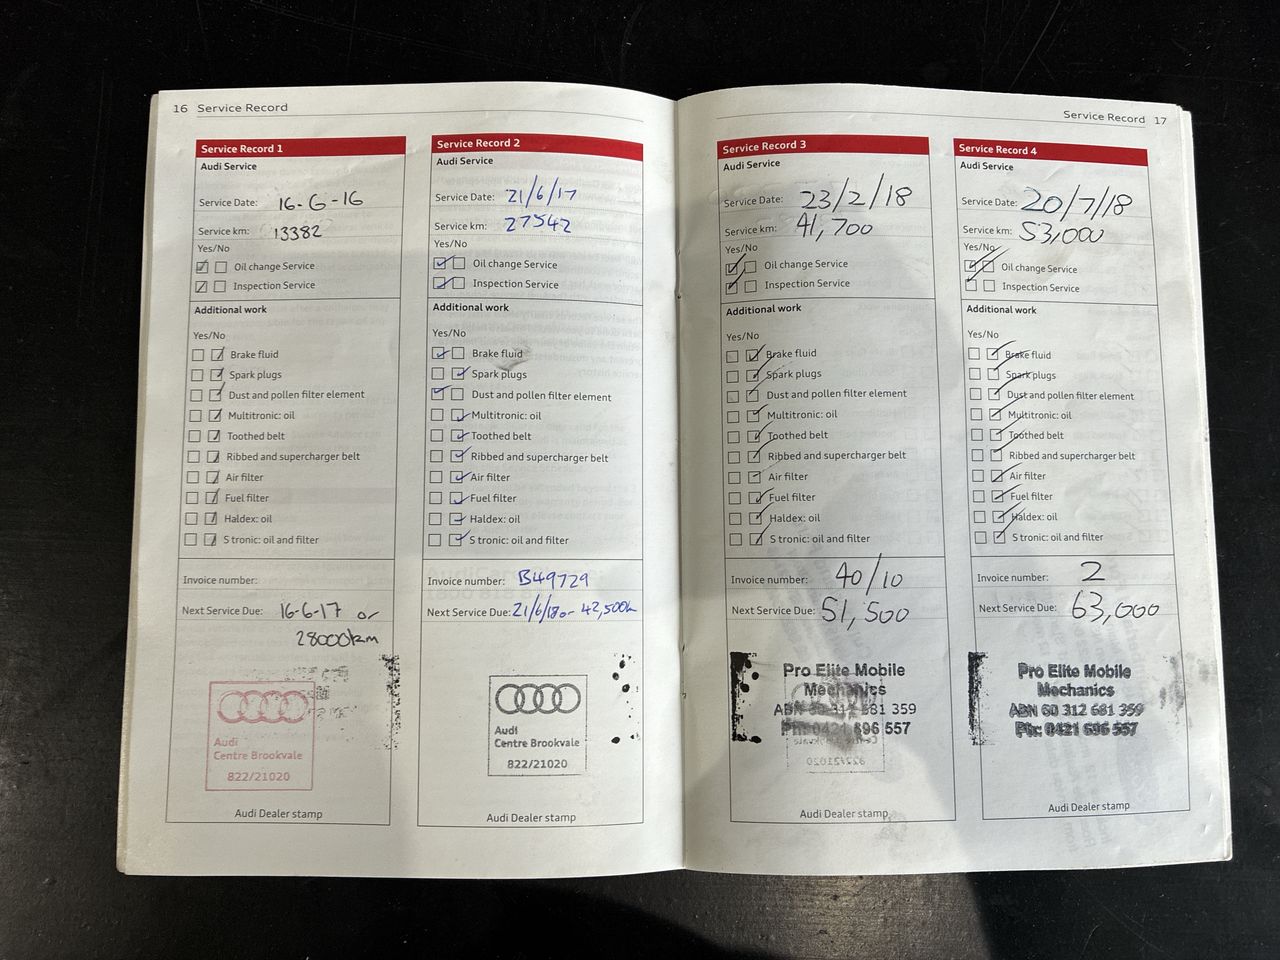 16 Service Record
Service Record 1
Audi Service
Service Date: 16-6-16
Service km: 13382
Yes/No
Oil change Service
Inspection Service
Additional work
Yes/No
Brake fluid
Spark plugs
Dust and pollen filter element
Multitronic: oil
Toothed belt
Ribbed and supercharger belt
Air filter
Fuel filter
Haldex: oil
S tronic: oil and filter
Invoice number:
Next Service Due: 16-6-17 or
28000km
Audi
Centre Brookvale
822/21020
Audi Dealer stamp
Service Record 2
Audi Service
Service Date: 21/6/17
Service km: 27542
Yes/No
Oil change Service
Inspection Service
Additional work
Yes/No
Brake fluid
Spark plugs
Dust and pollen filter element
Multitronic: oil
Toothed belt
Ribbed and supercharger belt
Air filter
Fuel filter
Haldex: oil
S tronic: oil and filter
Invoice number: B49729
Next Service Due: 21/6/18 or 42,500k
Audi
Centre Brookvale
822/21020
Audi Dealer stamp
Service Record 17
Service Record 3
Audi Service
Service Date: 23/2/18
Service km: 41,700
Yes/No
Oil change Service
Inspection Service
Additional work
Yes/No
Brake fluid
Spark plugs
Dust and pollen filter element
Multitronic: oil
Toothed belt
Ribbed and supercharger belt
Air filter
Fuel filter
Haldex: oil
S tronic: oil and filter
Invoice number: 40/10
Next Service Due: 51,500
Pro Elite Mobile
Mechanics
ABN 60 312 681 359
Ph: 0421 696 557
Audi Dealer stamp
Service Record 4
Audi Service
Service Date: 20/7/18
Service km: 53,000
Yes/No
Oil change Service
Inspection Service
Additional work
Yes/No
Brake fluid
Spark plugs
Dust and pollen filter element
Multitronic: oil
Toothed belt
Ribbed and supercharger belt
Air filter
Fuel filter
Haldex: oil
S tronic: oil and filter
Invoice number: 2
Next Service Due: 63,000
Pro Elite Mobile
Mechanics
ABN 60 312 681 359
Ph: 0421 696 557
Audi Dealer stamp